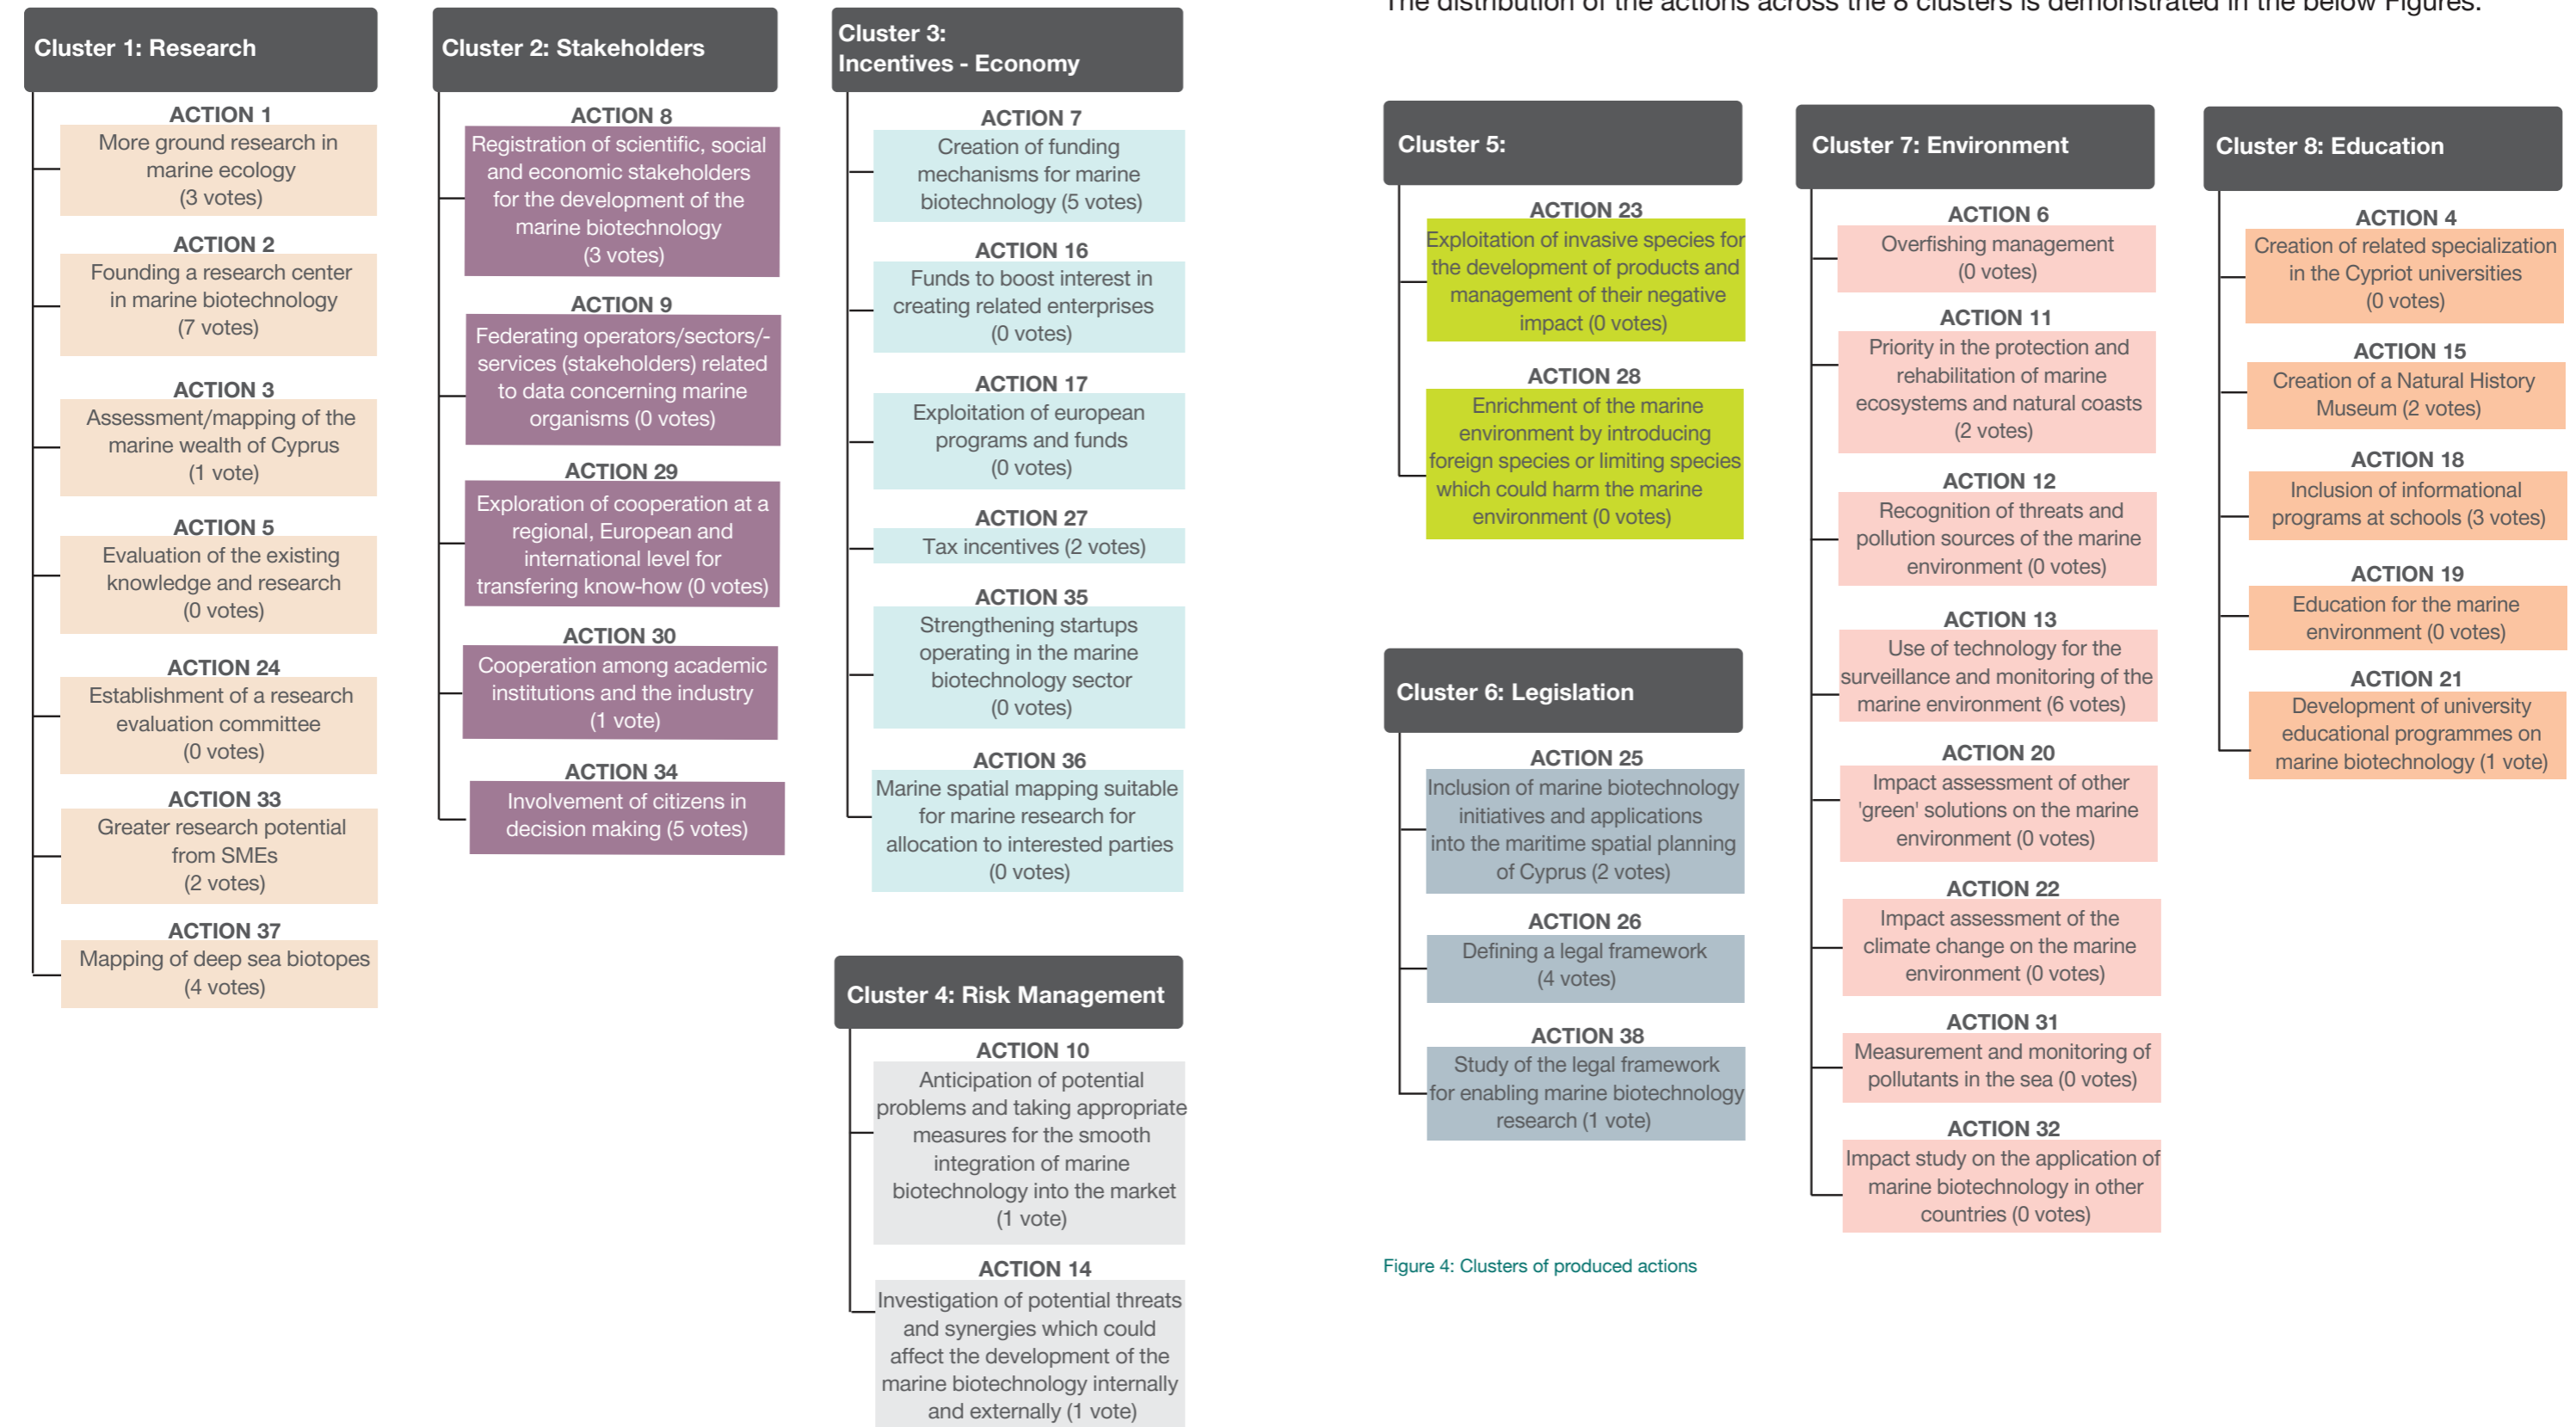 Cluster 1: Research
ACTION 1
More ground research in
marine ecology
(3 votes)
ACTION 2
Founding a research center
in marine biotechnology
(7 votes)
ACTION 3
Assessment/mapping of the
marine wealth of Cyprus
(1 vote)
ACTION 5
Evaluation of the existing
knowledge and research
(0 votes)
ACTION 24
Establishment of a research
evaluation committee
(0 votes)
ACTION 33
Greater research potential
from SMEs
(2 votes)
ACTION 37
Mapping of deep sea biotopes
(4 votes)
Cluster 2: Stakeholders
ACTION 8
Registration of scientific, social
and economic stakeholders
for the development of the
marine biotechnology
(3 votes)
ACTION 9
Federating operators/sectors/-
services (stakeholders) related
to data concerning marine
organisms (0 votes)
ACTION 29
Exploration of cooperation at a
regional, European and
international level for
transfering know-how (0 votes)
ACTION 30
Cooperation among academic
institutions and the industry
(1 vote)
ACTION 34
Involvement of citizens in
decision making (5 votes)
Cluster 3:
Incentives - Economy
ACTION 7
Creation of funding
mechanisms for marine
biotechnology (5 votes)
ACTION 16
Funds to boost interest in
creating related enterprises
(0 votes)
ACTION 17
Exploitation of european
programs and funds
(0 votes)
ACTION 27
Tax incentives (2 votes)
ACTION 35
Strengthening startups
operating in the marine
biotechnology sector
(0 votes)
ACTION 36
Marine spatial mapping suitable
for marine research for
allocation to interested parties
(0 votes)
Cluster 4: Risk Management
ACTION 10
Anticipation of potential
problems and taking appropriate
measures for the smooth
integration of marine
biotechnology into the market
(1 vote)
ACTION 14
Investigation of potential threats
and synergies which could
affect the development of the
marine biotechnology internally
and externally (1 vote)
The distribution of the actions across the 8 clusters is demonstrated in the below Figures.
Cluster 5:
ACTION 23
Exploitation of invasive species for
the development of products and
management of their negative
impact (0 votes)
ACTION 28
Enrichment of the marine
environment by introducing
foreign species or limiting species
which could harm the marine
environment (0 votes)
Cluster 6: Legislation
ACTION 25
Inclusion of marine biotechnology
initiatives and applications
into the maritime spatial planning
of Cyprus (2 votes)
ACTION 26
Defining a legal framework
(4 votes)
ACTION 38
Study of the legal framework
for enabling marine biotechnology
research (1 vote)
Cluster 7: Environment
ACTION 6
Overfishing management
(0 votes)
ACTION 11
Priority in the protection and
rehabilitation of marine
ecosystems and natural coasts
(2 votes)
ACTION 12
Recognition of threats and
pollution sources of the marine
environment (0 votes)
ACTION 13
Use of technology for the
surveillance and monitoring of the
marine environment (6 votes)
ACTION 20
Impact assessment of other
'green' solutions on the marine
environment (0 votes)
ACTION 22
Impact assessment of the
climate change on the marine
environment (0 votes)
ACTION 31
Measurement and monitoring of
pollutants in the sea (0 votes)
ACTION 32
Impact study on the application of
marine biotechnology in other
countries (0 votes)
Cluster 8: Education
ACTION 4
Creation of related specialization
in the Cypriot universities
(0 votes)
ACTION 15
Creation of a Natural History
Museum (2 votes)
ACTION 18
Inclusion of informational
programs at schools (3 votes)
ACTION 19
Education for the marine
environment (0 votes)
ACTION 21
Development of university
educational programmes on
marine biotechnology (1 vote)
Figure 4: Clusters of produced actions